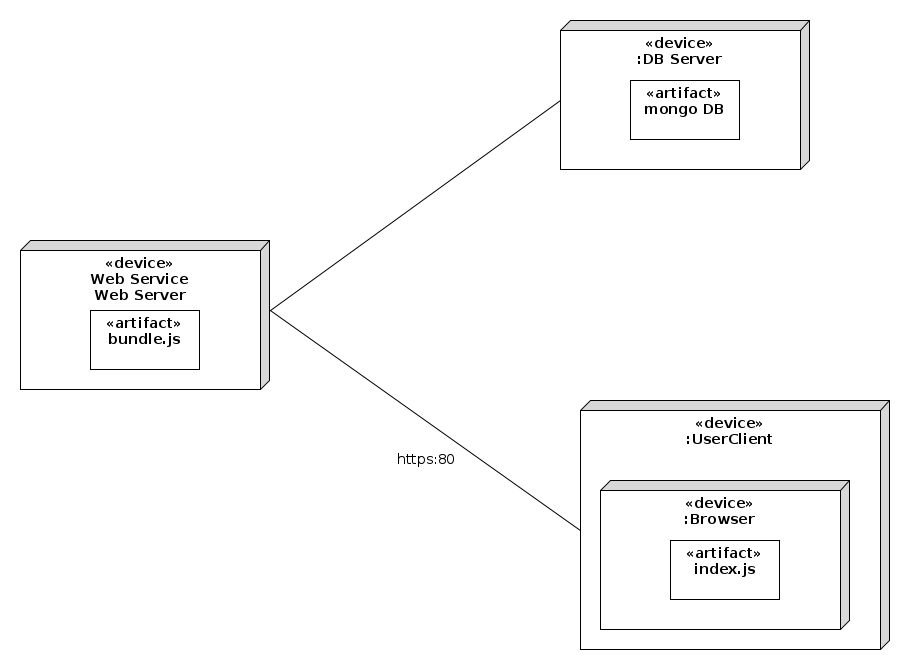 «device»
:DB Server
«artifact»
mongo DB
«device»
Web Service
Web Server
«artifact»
bundle.js
https:80
«device»
:UserClient
«device»
:Browser
«artifact»
index.js